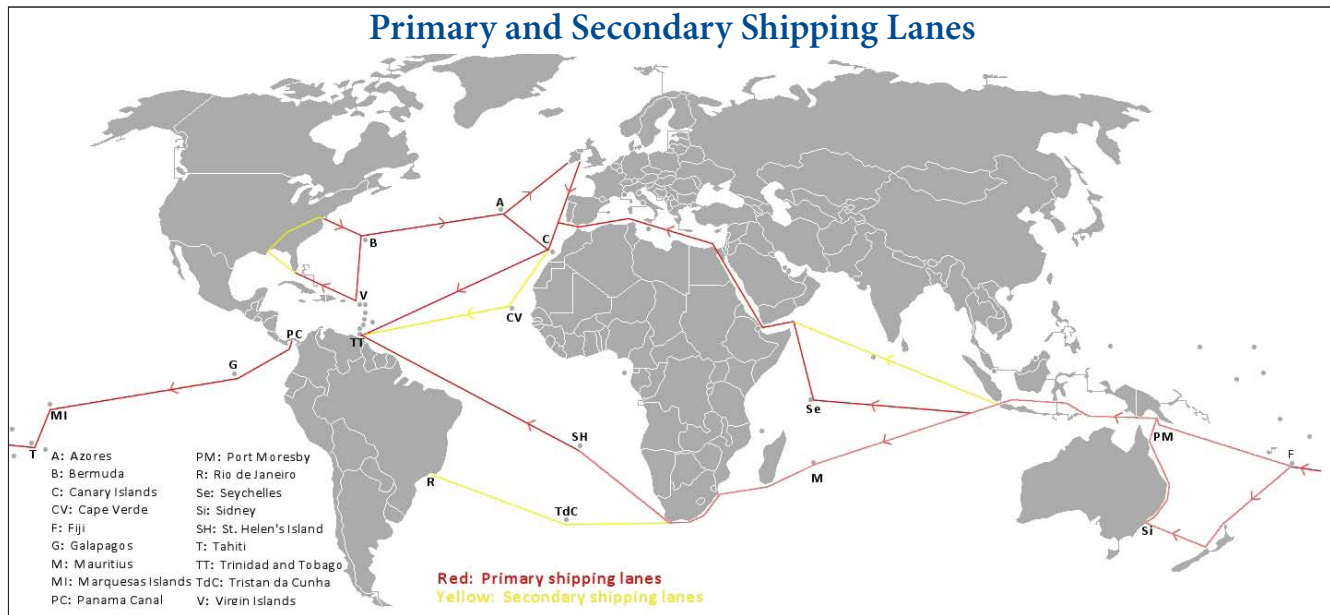 Primary and Secondary Shipping Lanes
A
B
C
V
CV
TT
PC
G
MI
T
Se
SH
M
PM
F
R
TdC
Si
A: Azores
B: Bermuda
C: Canary Islands
CV: Cape Verde
F: Fiji
G: Galapagos
M: Mauritius
MI: Marquesas Islands
PC: Panama Canal
PM: Port Moresby
R: Rio de Janeiro
Se: Seychelles
Si: Sidney
SH: St. Helen's Island
T: Tahiti
TT: Trinidad and Tobago
TdC: Tristan da Cunha
V: Virgin Islands
Red: Primary shipping lanes
Yellow: Secondary shipping lanes